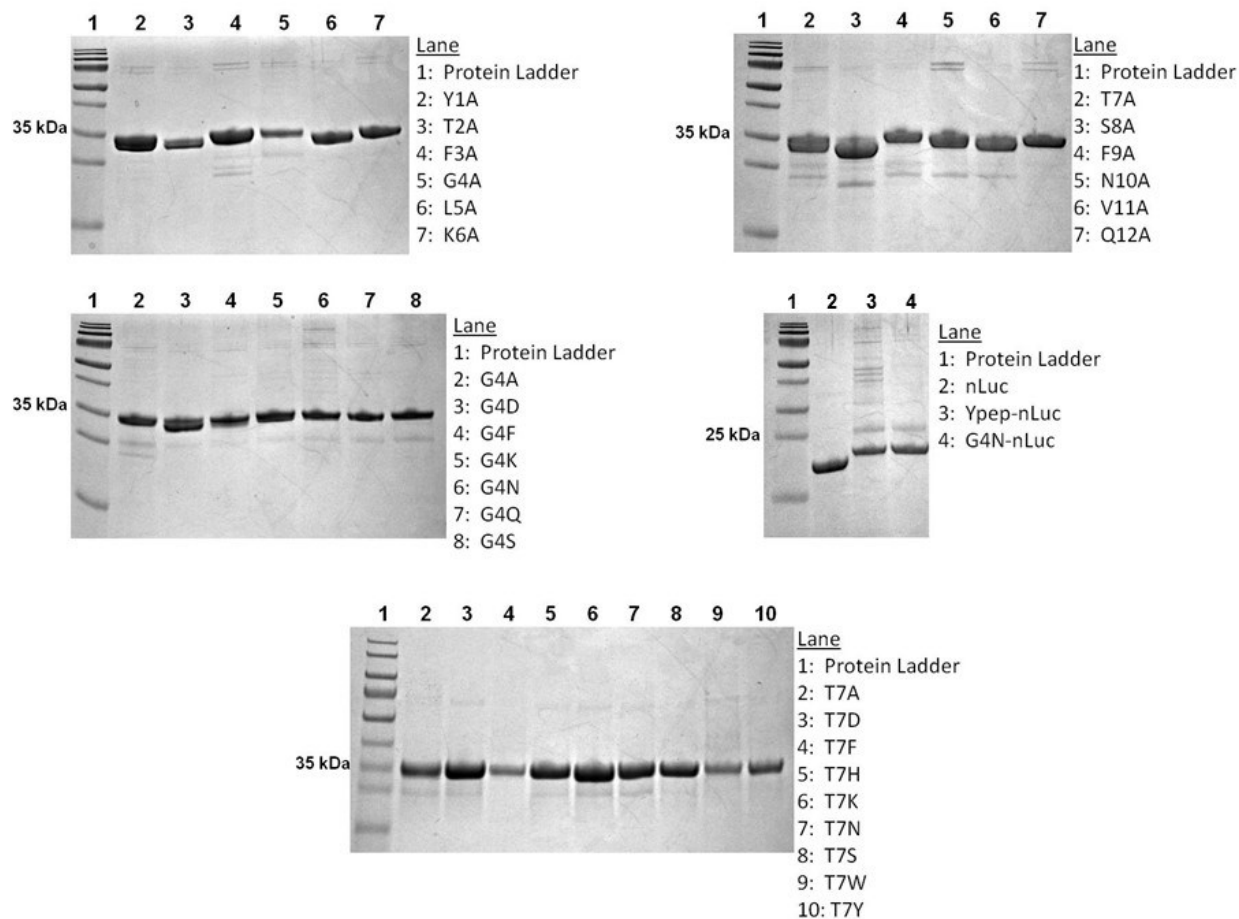 1 2 3 4 5 6 7
35 kDa
Lane
1: Protein Ladder
2: Y1A
3: T2A
4: F3A
5: G4A
6: L5A
7: K6A
1 2 3 4 5 6 7
35 kDa
Lane
1: Protein Ladder
2: T7A
3: S8A
4: F9A
5: N10A
6: V11A
7: Q12A
1 2 3 4 5 6 7 8
35 kDa
Lane
1: Protein Ladder
2: G4A
3: G4D
4: G4F
5: G4K
6: G4N
7: G4Q
8: G4S
1 2 3 4
25 kDa
Lane
1: Protein Ladder
2: nLuc
3: Ypep-nLuc
4: G4N-nLuc
1 2 3 4 5 6 7 8 9 10
35 kDa
Lane
1: Protein Ladder
2: T7A
3: T7D
4: T7F
5: T7H
6: T7K
7: T7N
8: T7S
9: T7W
10: T7Y